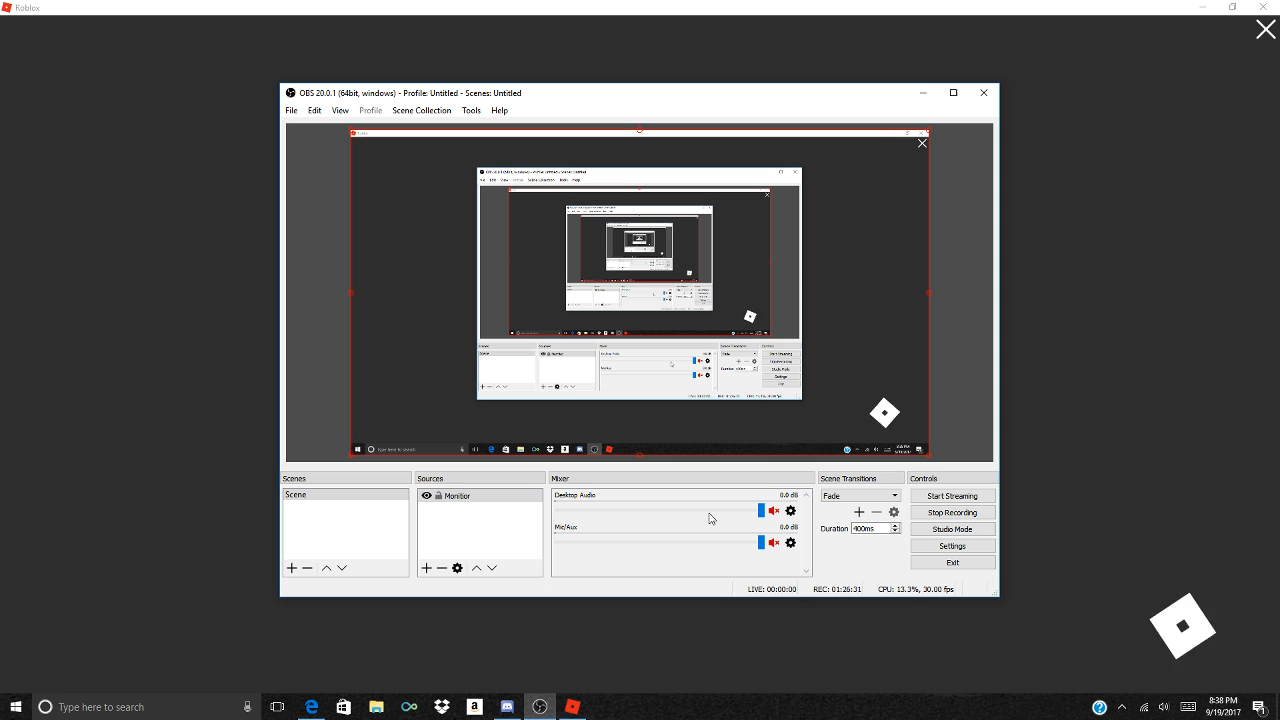 Roblox
OBS 20.0.1 (64bit, windows) - Profile: Untitled - Scenes: Untitled
File Edit View Profile Scene Collection Tools Help
Scenes Sources Mixer Scene Transitions Controls
Scene
Monitior
Desktop Audio 0.0 dB
Mic/Aux 0.0 dB
Fade
Duration 400ms
Start Streaming
Stop Recording
Studio Mode
Settings
Exit
LIVE: 00:00:00 REC: 01:26:31 CPU: 13.3%, 30.00 fps
Type here to search
8:38 PM
9/19/2017